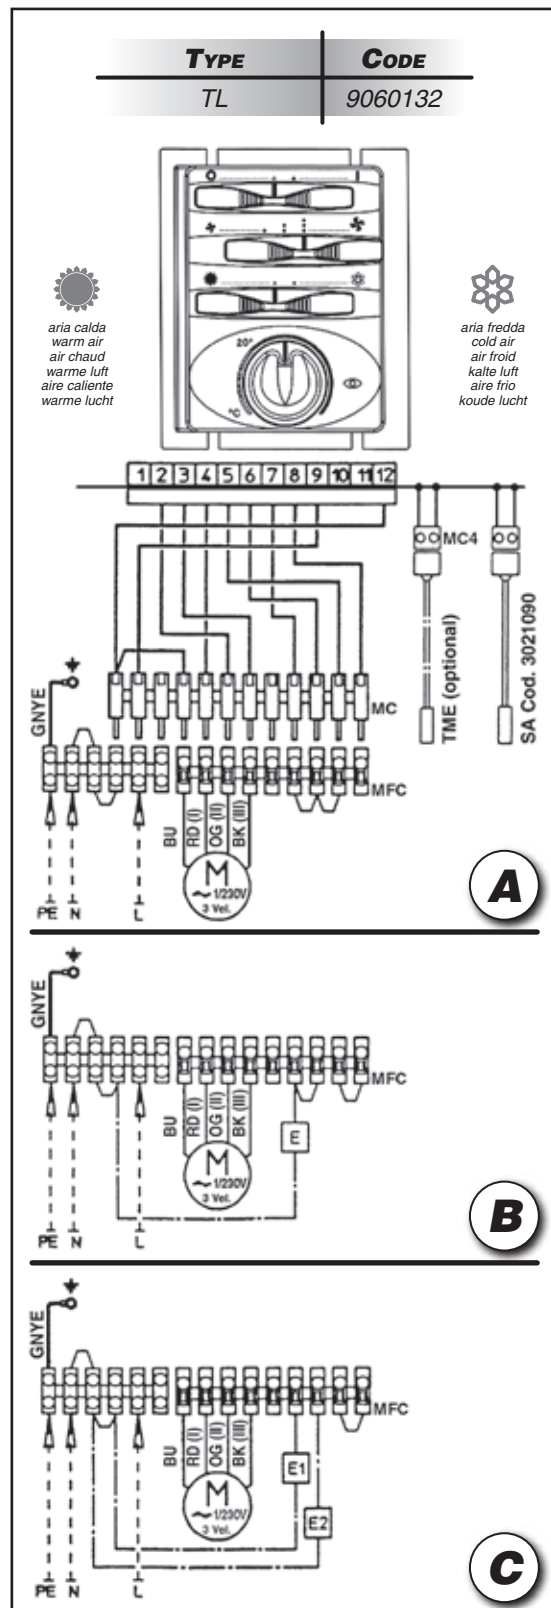 TYPE CODE
TL 9060132
O I
20°
°C
aria calda
warm air
air chaud
warme luft
aire caliente
warme lucht
aria fredda
cold air
air froid
kalte luft
aire frio
koude lucht
1 2 3 4 5 6 7 8 9 10 11 12
MC4
TME (optional)
SA Cod. 3021090
GNYE
MC
MFC
BU
RD (I)
OG (II)
BK (III)
M
~ 1/230V
3 Vel.
PE N L
A
GNYE
MFC
BU
RD (I)
OG (II)
BK (III)
E
M
~ 1/230V
3 Vel.
PE N L
B
GNYE
MFC
BU
RD (I)
OG (II)
BK (III)
E1
E2
M
~ 1/230V
3 Vel.
PE N L
C